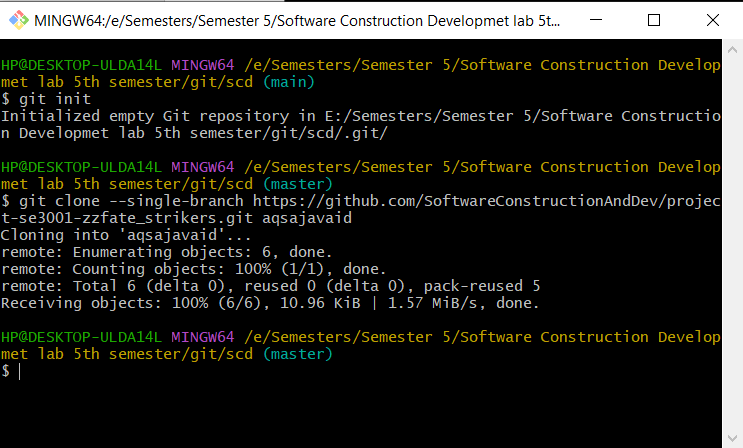 MINGW64:/e/Semesters/Semester 5/Software Construction Developmet lab 5t...
HP@DESKTOP-ULDA14L MINGW64 /e/Semesters/Semester 5/Software Construction Develop
met lab 5th semester/git/scd (main)
$ git init
Initialized empty Git repository in E:/Semesters/Semester 5/Software Constructio
n Developmet lab 5th semester/git/scd/.git/
HP@DESKTOP-ULDA14L MINGW64 /e/Semesters/Semester 5/Software Construction Develop
met lab 5th semester/git/scd (master)
$ git clone --single-branch https://github.com/SoftwareConstructionAndDev/projec
t-se3001-zzfate_strikers.git aqsajavaid
Cloning into 'aqsajavaid'...
remote: Enumerating objects: 6, done.
remote: Counting objects: 100% (1/1), done.
remote: Total 6 (delta 0), reused 0 (delta 0), pack-reused 5
Receiving objects: 100% (6/6), 10.96 KiB | 1.57 MiB/s, done.
HP@DESKTOP-ULDA14L MINGW64 /e/Semesters/Semester 5/Software Construction Develop
met lab 5th semester/git/scd (master)
$